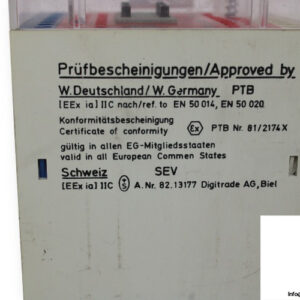 Prüfbescheinigungen/Approved by
W.Deutschland/W.Germany PTB
[EEx ia] IIC nach/ref. to EN 50 014, EN 50 020
Konformitätsbescheinigung
Certificate of conformity Ex PTB Nr. 81/2174 X
gültig in allen EG-Mitgliedsstaaten
valid in all European Commen States
Schweiz SEV
[EEx ia] IIC A. Nr. 82.13177 Digitrade AG, Biel